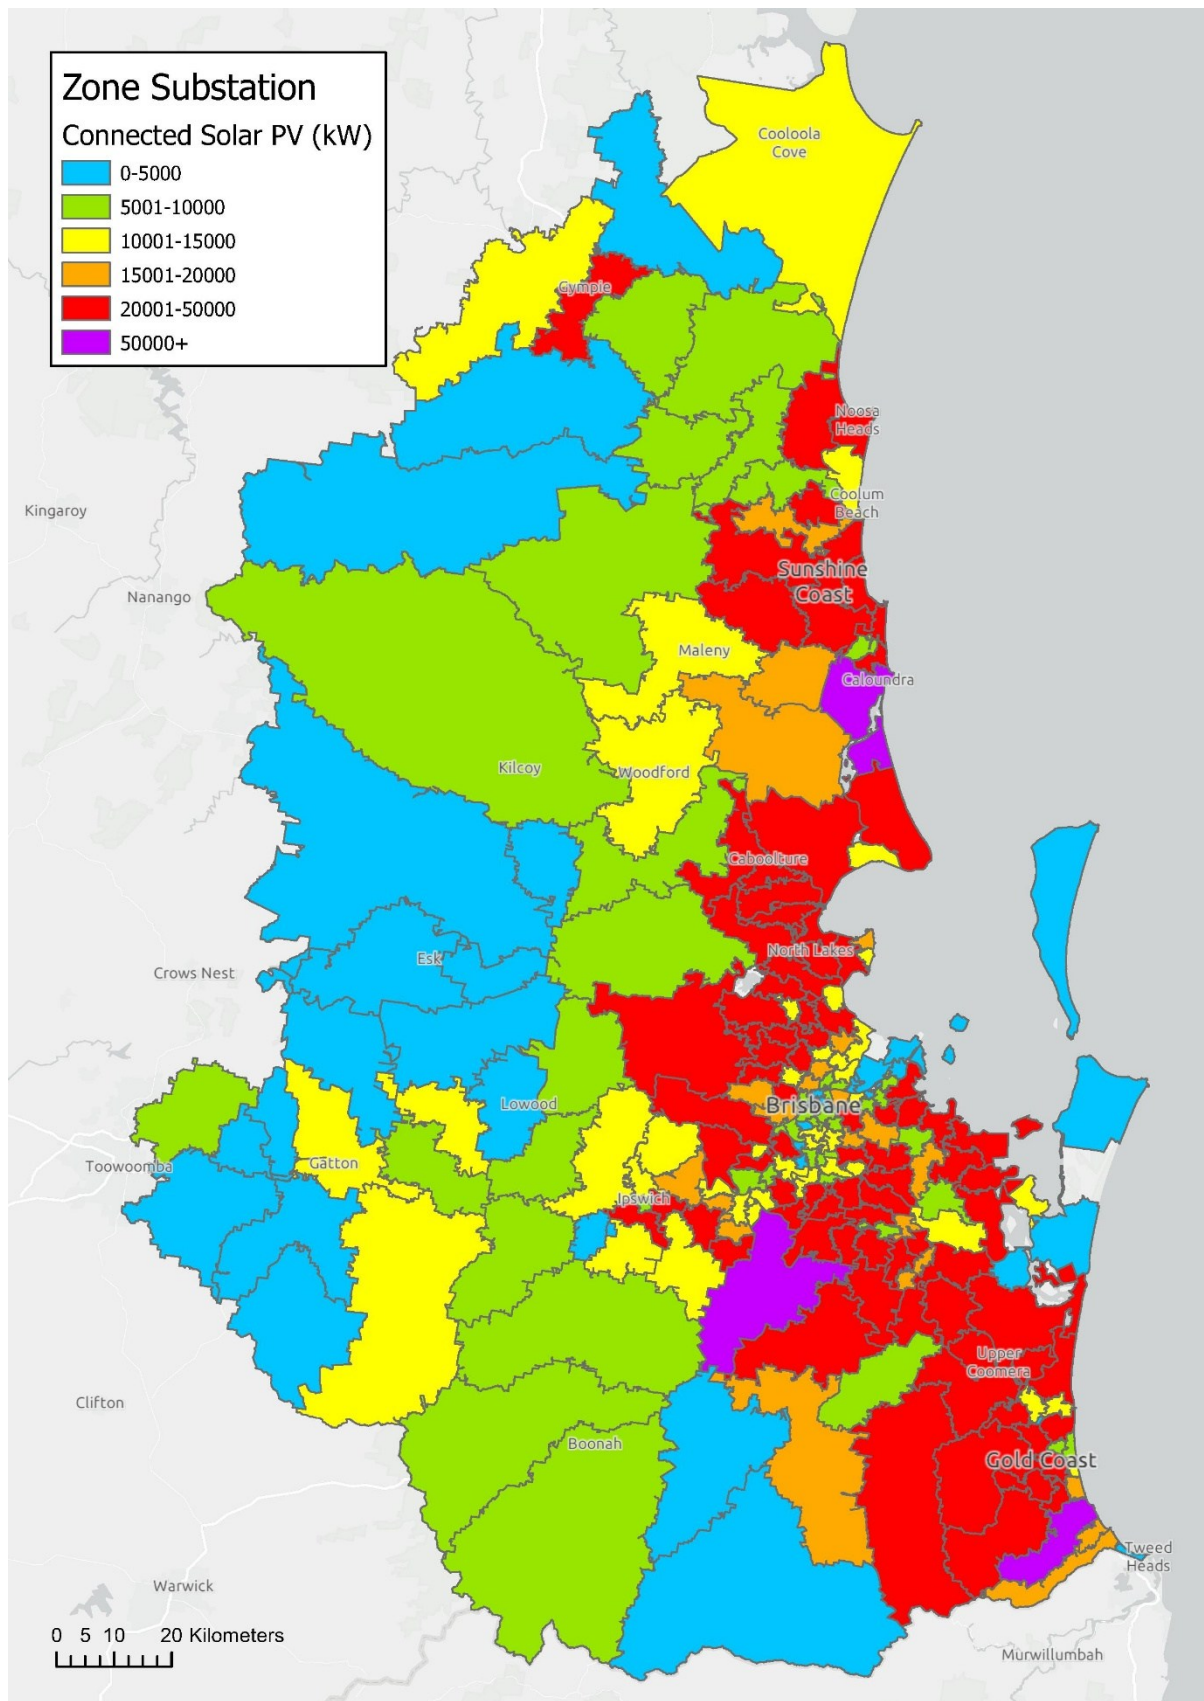 Zone Substation
Connected Solar PV (kW)
0-5000
5001-10000
10001-15000
15001-20000
20001-50000
50000+
Cooloola
Cove
Gympie
Noosa
Heads
Coolum
Beach
Kingaroy
Sunshine
Coast
Nanango
Maleny
Caloundra
Kilcoy
Woodford
Caboolture
North Lakes
Esk
Crows Nest
Lowood
Brisbane
Toowoomba
Gatton
Ipswich
Upper
Coomera
Clifton
Boonah
Gold Coast
Tweed
Heads
Warwick
0 5 10 20 Kilometers
Murwillumbah